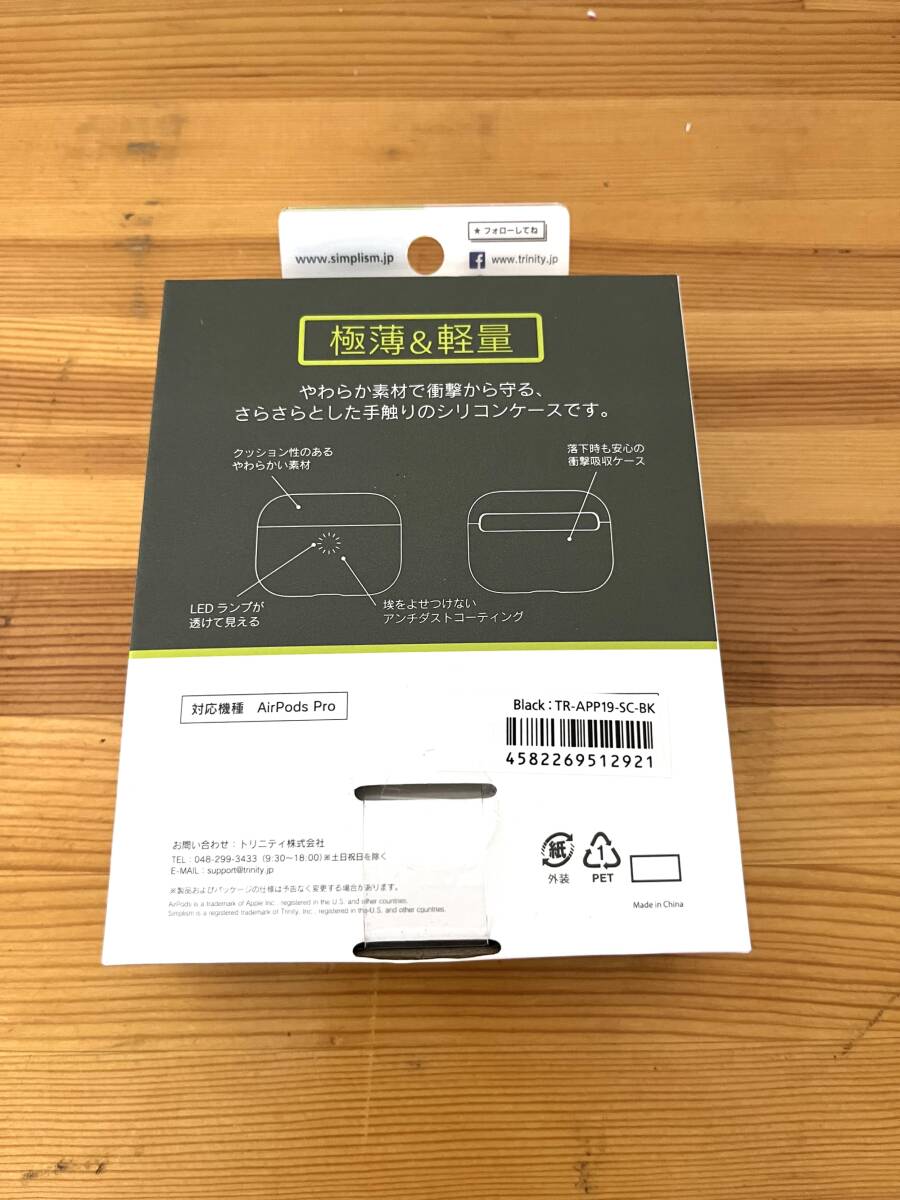 ★ フォローしてね
www.simplism.jp
www.trinity.jp
極薄&軽量
やわらか素材で衝撃から守る、
さらさらとした手触りのシリコンケースです。
クッション性のある
やわらかい素材
落下時も安心の
衝撃吸収ケース
LED ランプが
透けて見える
埃をよせつけない
アンチダストコーティング
対応機種 AirPods Pro
Black : TR-APP19-SC-BK
4582269512921
お問い合わせ : トリニティ株式会社
TEL : 048-299-3433 (9:30~18:00) ※土日祝日を除く
E-MAIL : support@trinity.jp
※製品およびパッケージの仕様は予告なく変更する場合があります。
AirPods is a trademark of Apple Inc., registered in the U.S. and other countries.
Simplism is a registered trademark of Trinity, Inc., registered in the U.S. and other countries.
紙
外装
1
PET
Made in China